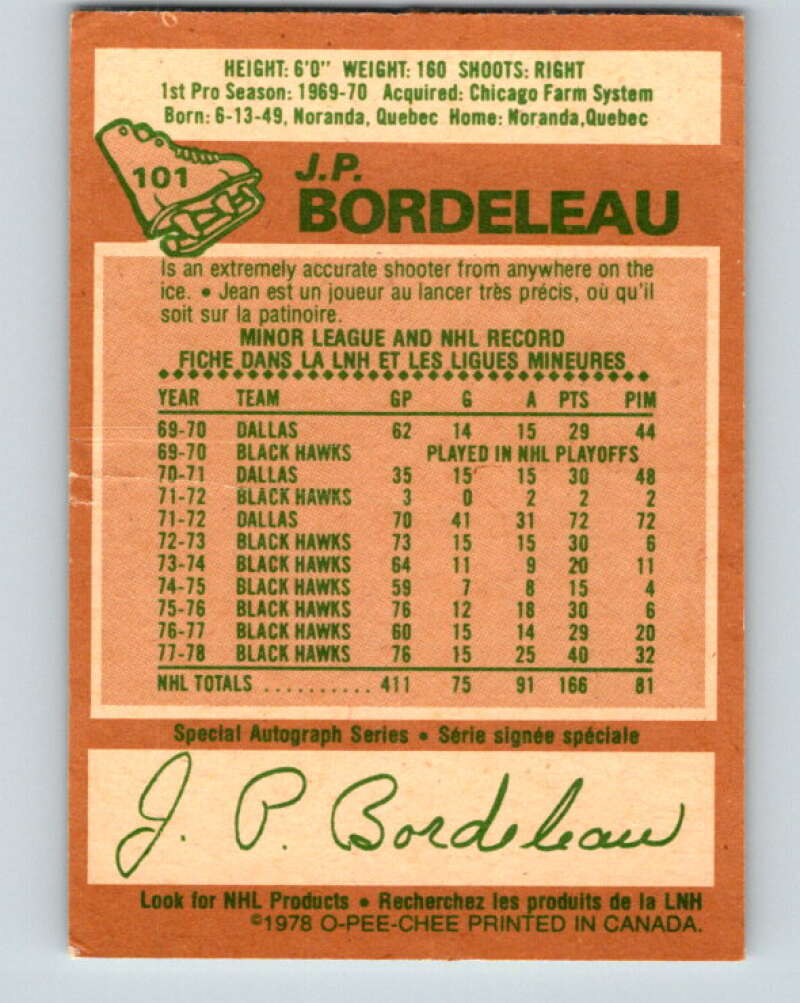 HEIGHT: 6'0" WEIGHT: 160 SHOOTS: RIGHT
1st Pro Season: 1969-70 Acquired: Chicago Farm System
Born: 6-13-49, Noranda, Quebec Home: Noranda,Quebec
101
J.P.
BORDELEAU
Is an extremely accurate shooter from anywhere on the
ice. • Jean est un joueur au lancer très précis, où qu'il
soit sur la patinoire.
MINOR LEAGUE AND NHL RECORD
FICHE DANS LA LNH ET LES LIGUES MINEURES
YEAR TEAM GP G A PTS PIM
69-70 DALLAS 62 14 15 29 44
69-70 BLACK HAWKS PLAYED IN NHL PLAYOFFS
70-71 DALLAS 35 15 15 30 48
71-72 BLACK HAWKS 3 0 2 2 2
71-72 DALLAS 70 41 31 72 72
72-73 BLACK HAWKS 73 15 15 30 6
73-74 BLACK HAWKS 64 11 9 20 11
74-75 BLACK HAWKS 59 7 8 15 4
75-76 BLACK HAWKS 76 12 18 30 6
76-77 BLACK HAWKS 60 15 14 29 20
77-78 BLACK HAWKS 76 15 25 40 32
NHL TOTALS .......... 411 75 91 166 81
Special Autograph Series • Série signée spéciale
J. P. Bordeleau
Look for NHL Products • Recherchez les produits de la LNH
©1978 O-PEE-CHEE PRINTED IN CANADA.